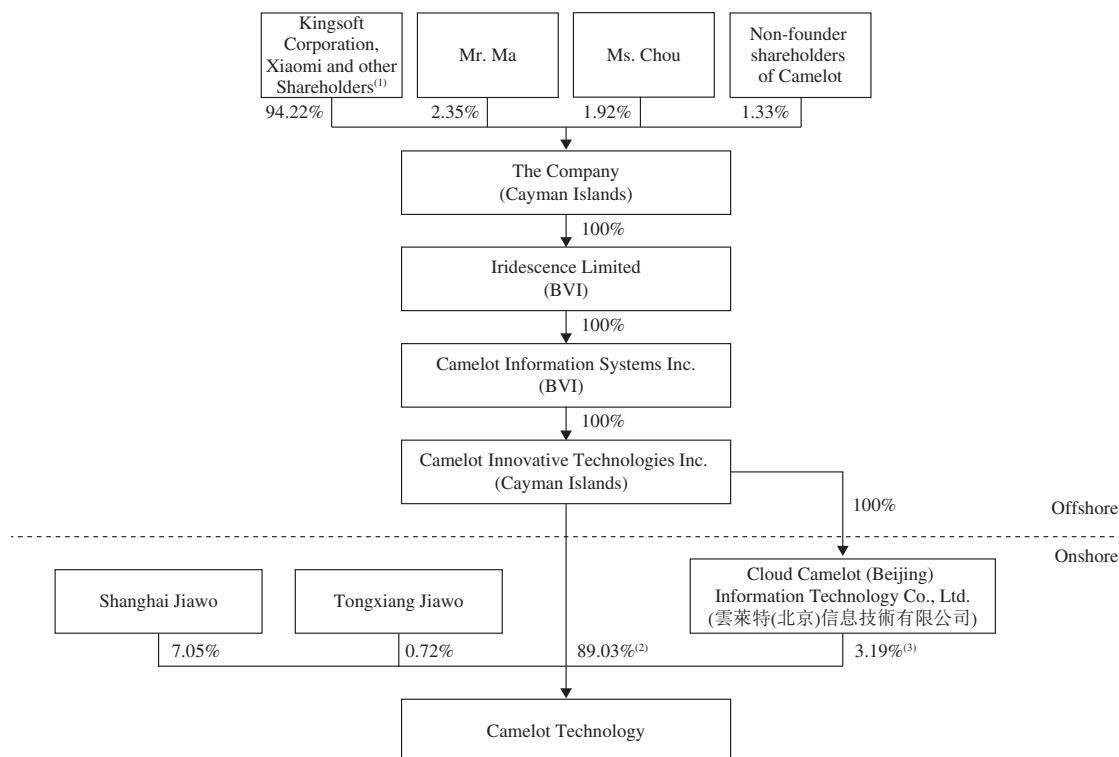 Kingsoft
Corporation,
Xiaomi and other
Shareholders(1)
Mr. Ma
Ms. Chou
Non-founder
shareholders
of Camelot
94.22%
2.35%
1.92%
1.33%
The Company
(Cayman Islands)
100%
Iridescence Limited
(BVI)
100%
Camelot Information Systems Inc.
(BVI)
100%
Camelot Innovative Technologies Inc.
(Cayman Islands)
100%
Offshore
Onshore
Shanghai Jiawo
Tongxiang Jiawo
Cloud Camelot (Beijing)
Information Technology Co., Ltd.
(雲萊特(北京)信息技術有限公司)
7.05%
0.72%
89.03%(2)
3.19%(3)
Camelot Technology